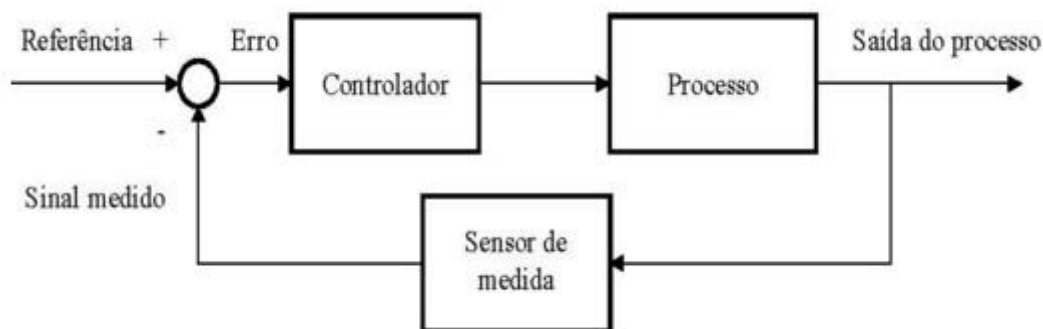 Referência +
Erro
Controlador
Processo
Saída do processo
-
Sinal medido
Sensor de
medida